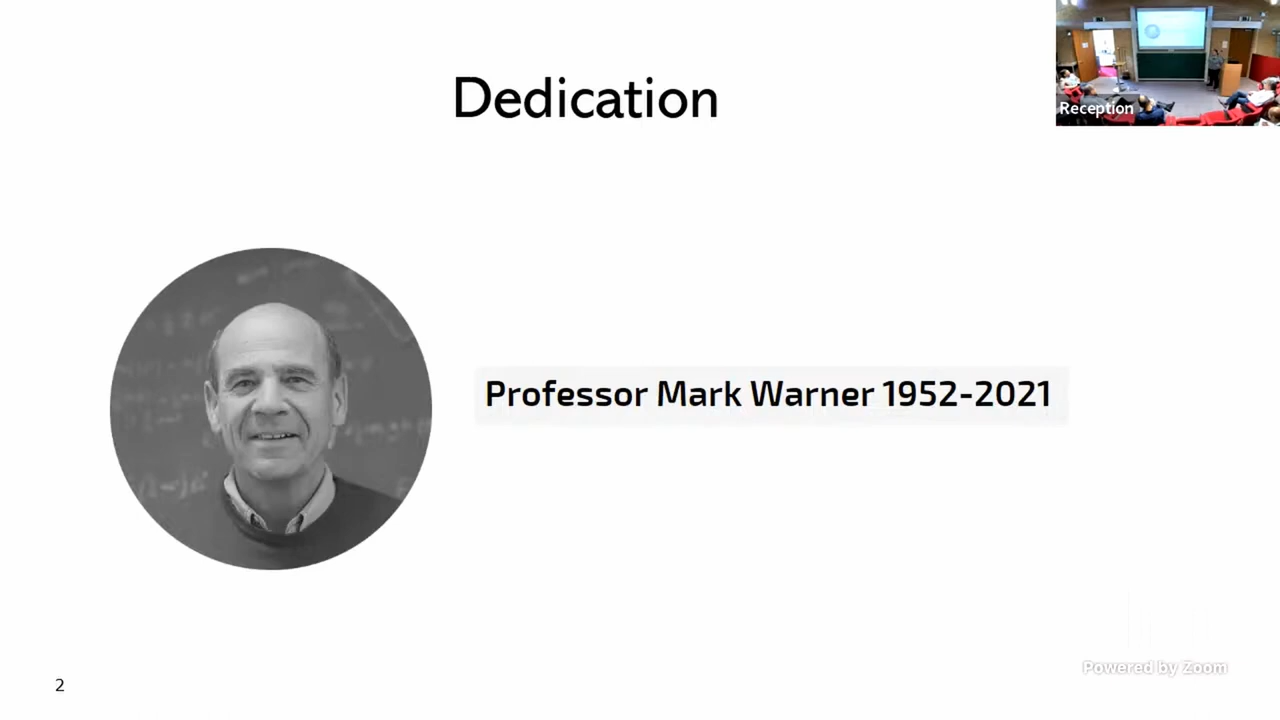 Dedication
Reception
Professor Mark Warner 1952-2021
Powered by Zoom
2